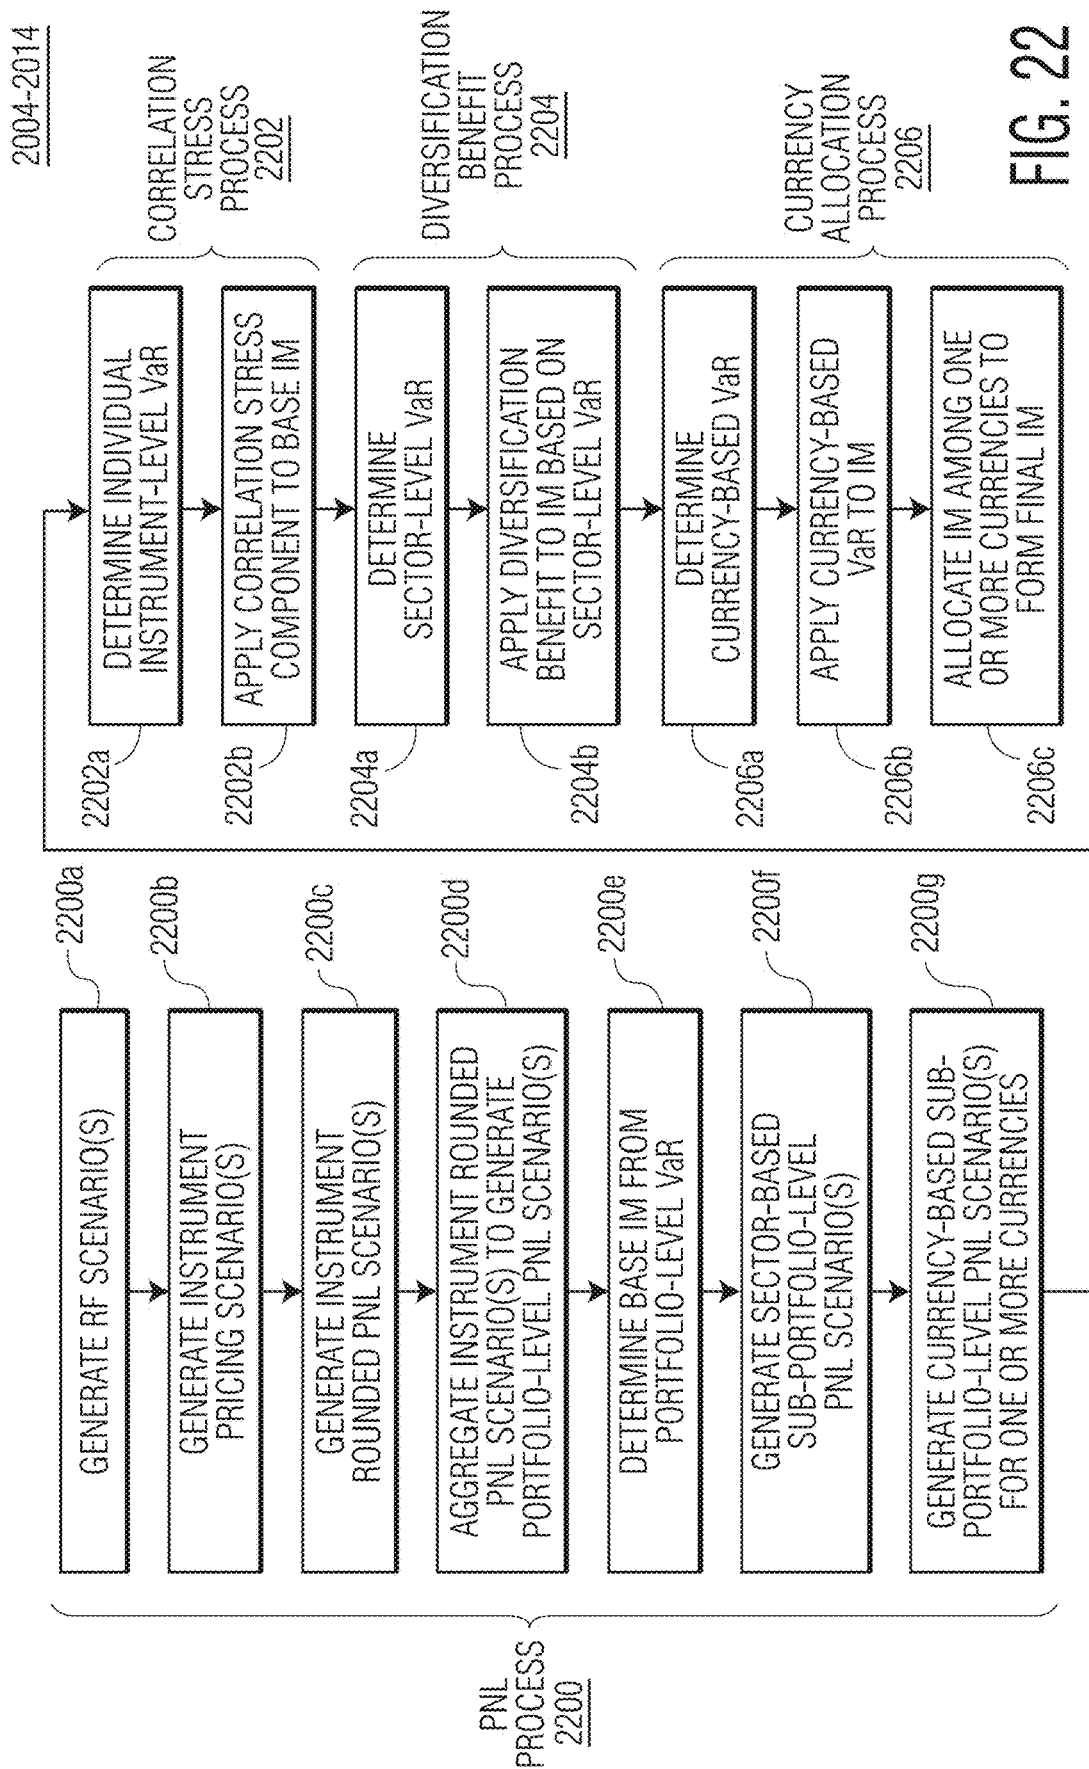 2004-2014
PNL
PROCESS
2200
GENERATE RF SCENARIO(S)
2200a
GENERATE INSTRUMENT
PRICING SCENARIO(S)
2200b
GENERATE INSTRUMENT
ROUNDED PNL SCENARIO(S)
2200c
AGGREGATE INSTRUMENT ROUNDED
PNL SCENARIO(S) TO GENERATE
PORTFOLIO-LEVEL PNL SCENARIO(S)
2200d
DETERMINE BASE IM FROM
PORTFOLIO-LEVEL VaR
2200e
GENERATE SECTOR-BASED
SUB-PORTFOLIO-LEVEL
PNL SCENARIO(S)
2200f
GENERATE CURRENCY-BASED SUB-
PORTFOLIO-LEVEL PNL SCENARIO(S)
FOR ONE OR MORE CURRENCIES
2200g
2202a
DETERMINE INDIVIDUAL
INSTRUMENT-LEVEL VaR
2202b
APPLY CORRELATION STRESS
COMPONENT TO BASE IM
CORRELATION
STRESS
PROCESS
2202
2204a
DETERMINE
SECTOR-LEVEL VaR
2204b
APPLY DIVERSIFICATION
BENEFIT TO IM BASED ON
SECTOR-LEVEL VaR
DIVERSIFICATION
BENEFIT
PROCESS
2204
2206a
DETERMINE
CURRENCY-BASED VaR
2206b
APPLY CURRENCY-BASED
VaR TO IM
2206c
ALLOCATE IM AMONG ONE
OR MORE CURRENCIES TO
FORM FINAL IM
CURRENCY
ALLOCATION
PROCESS
2206
FIG. 22